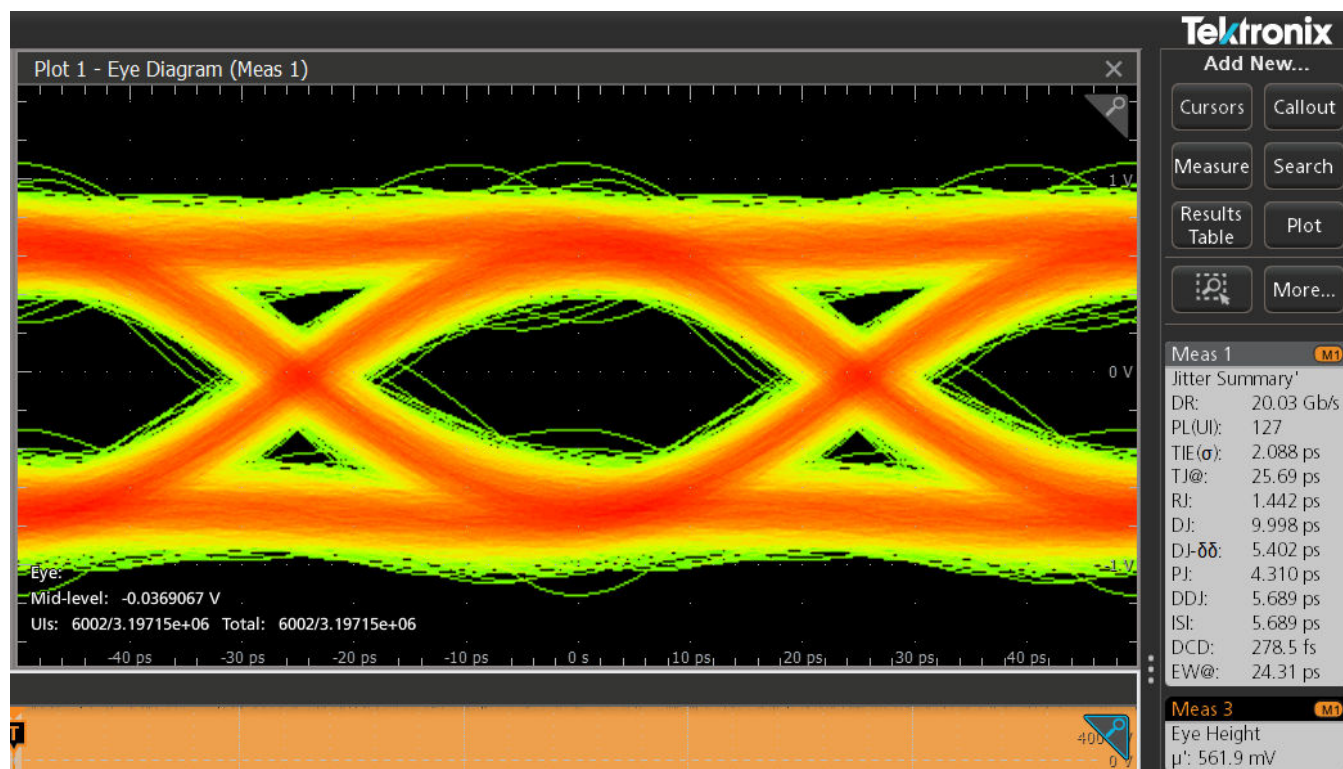 Tektronix
Plot 1 - Eye Diagram (Meas 1)
Add New...
Cursors
Callout
Measure
Search
Results
Table
Plot
More...
1 V
0 V
-1 V
Eye:
Mid-level: -0.0369067 V
UIs: 6002/3.19715e+06 Total: 6002/3.19715e+06
-40 ps
-30 ps
-20 ps
-10 ps
0 s
10 ps
20 ps
30 ps
40 ps
Meas 1
M1
Jitter Summary'
DR: 20.03 Gb/s
PL(UI): 127
TIE(σ): 2.088 ps
TJ@: 25.69 ps
RJ: 1.442 ps
DJ: 9.998 ps
DJ-δδ: 5.402 ps
PJ: 4.310 ps
DDJ: 5.689 ps
ISI: 5.689 ps
DCD: 278.5 fs
EW@: 24.31 ps
Meas 3
M1
Eye Height
µ': 561.9 mV
T
0 V